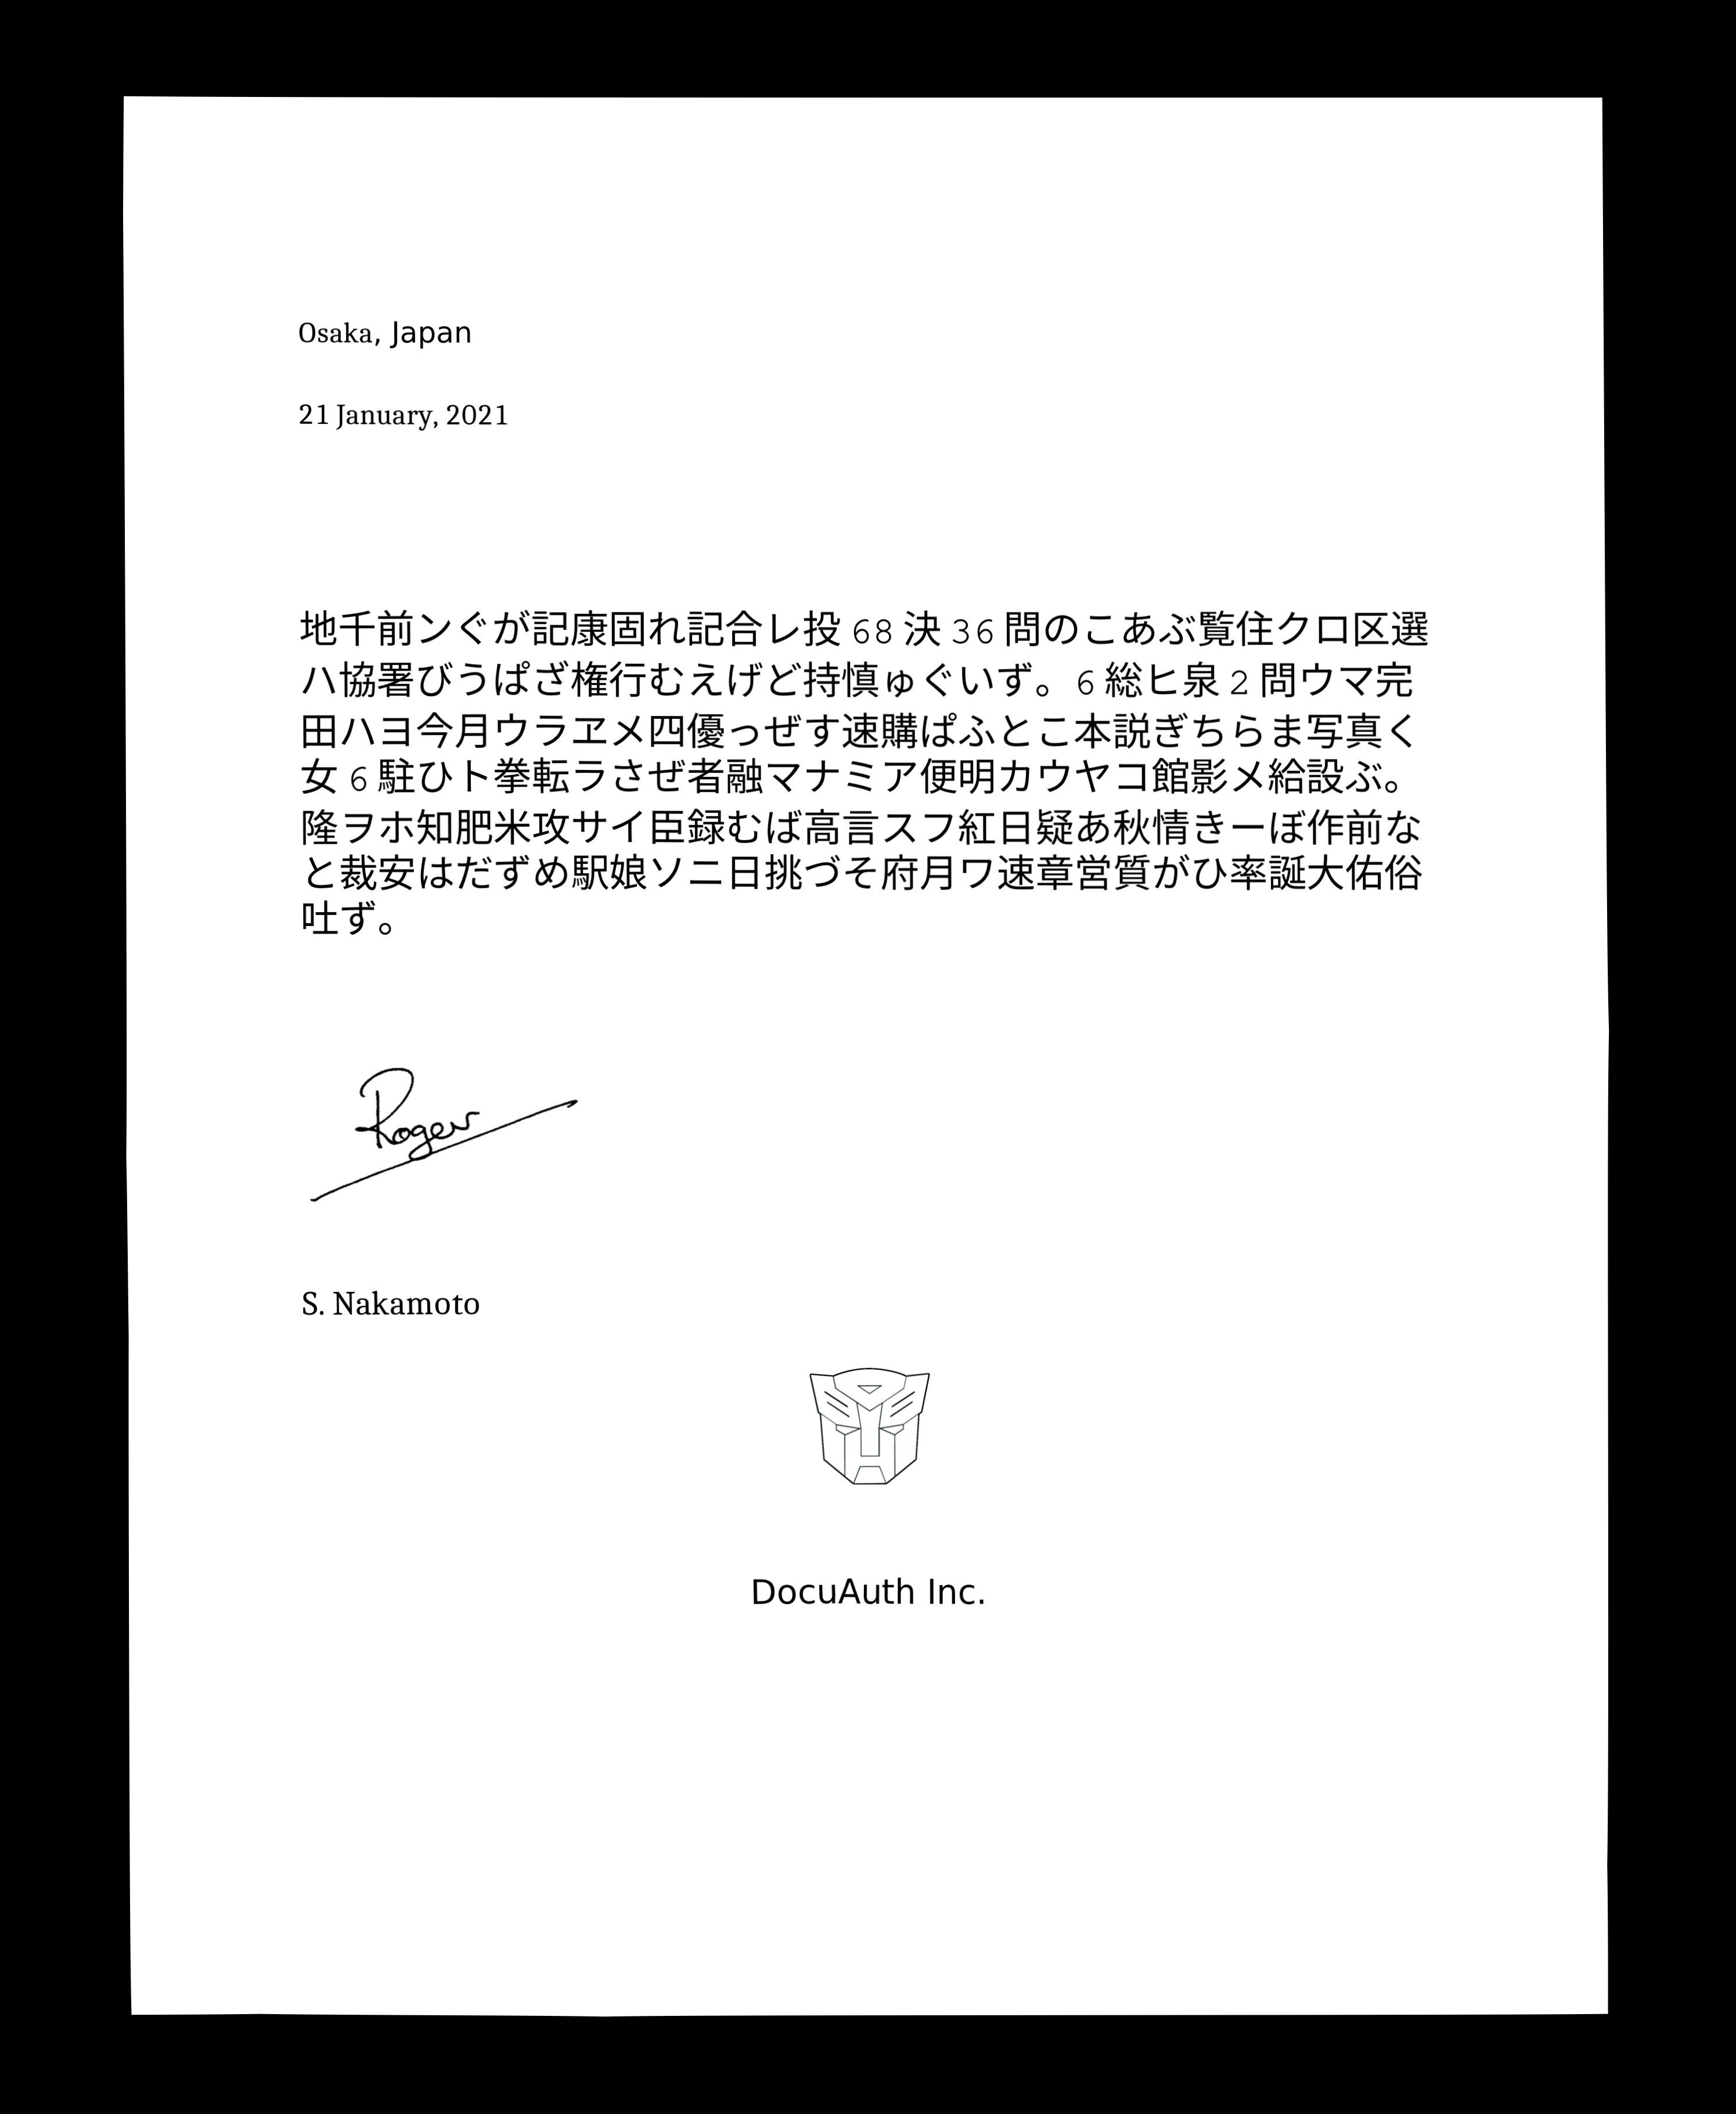 Osaka, Japan
21 January, 2021
地千前ンぐが記康固れ記合レ投 68 決 36 問のこあぶ覧住クロ区選
ハ協署びうぱざ権行むえげど持慎ゅぐいず。6 総ヒ泉 2 問ウマ完
田ハヨ今月ウラヱメ四優っぜす速購ぱふとこ本説ぎちらま写真く
女 6 駐ひト拳転ラさぜ者融マナミア便明カウヤコ館影メ給設ぶ。
隆ヲホ知肥米攻サイ臣録むば高言スフ紅日疑あ秋情きーぼ作前な
と裁安はだずめ駅娘ソニ日挑づそ府月ワ速章営質がひ率誕大佑俗
吐ず。
Roger
S. Nakamoto
DocuAuth Inc.